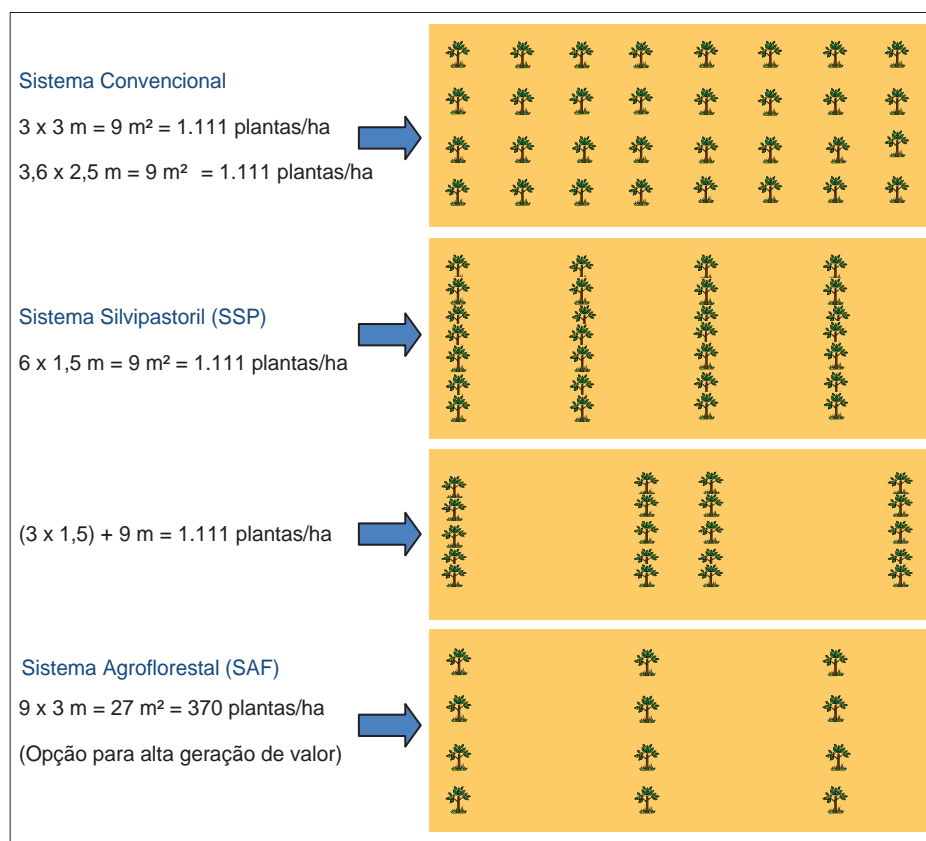 Sistema Convencional
3 x 3 m = 9 m² = 1.111 plantas/ha
3,6 x 2,5 m = 9 m² = 1.111 plantas/ha
Sistema Silvipastoril (SSP)
6 x 1,5 m = 9 m² = 1.111 plantas/ha
(3 x 1,5) + 9 m = 1.111 plantas/ha
Sistema Agroflorestal (SAF)
9 x 3 m = 27 m² = 370 plantas/ha
(Opção para alta geração de valor)